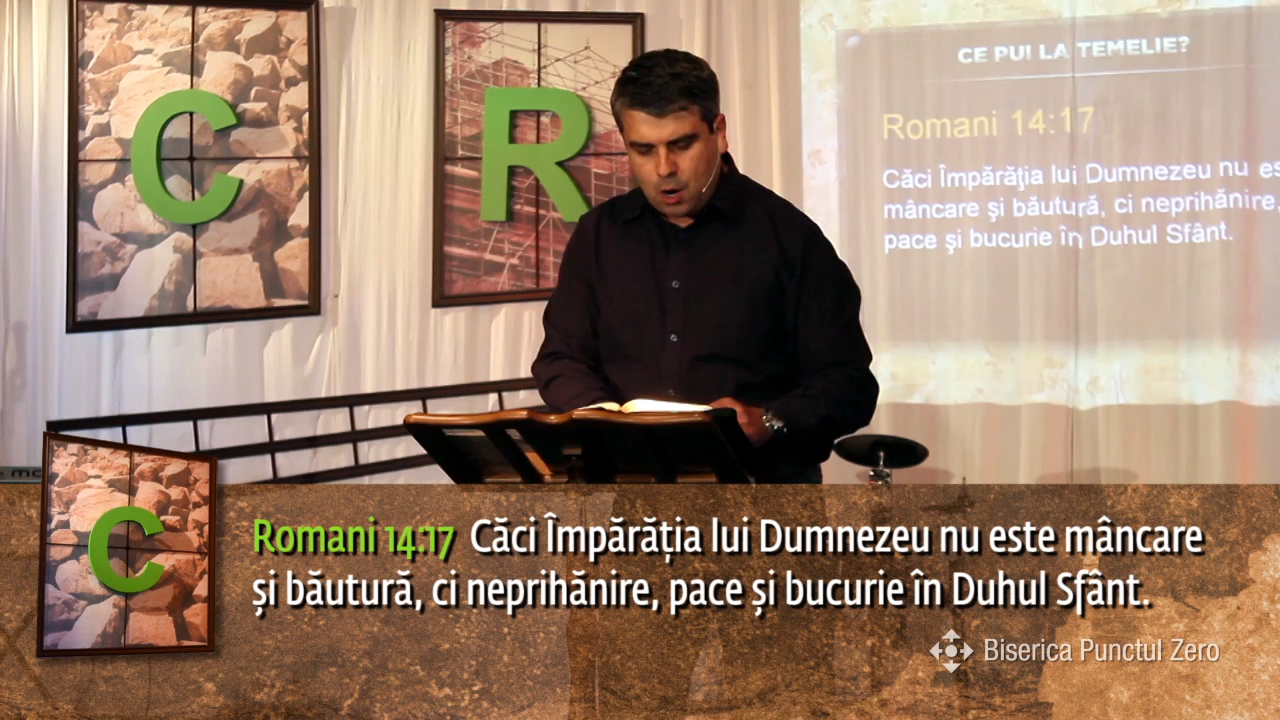 C
R
CE PUI LA TEMELIE?
Romani 14:17
Căci Împărăţia lui Dumnezeu nu es
mâncare şi băutură, ci neprihănire,
pace şi bucurie în Duhul Sfânt.
C
Romani 14:17 Căci Împărăția lui Dumnezeu nu este mâncare
și băutură, ci neprihănire, pace și bucurie în Duhul Sfânt.
Biserica Punctul Zero